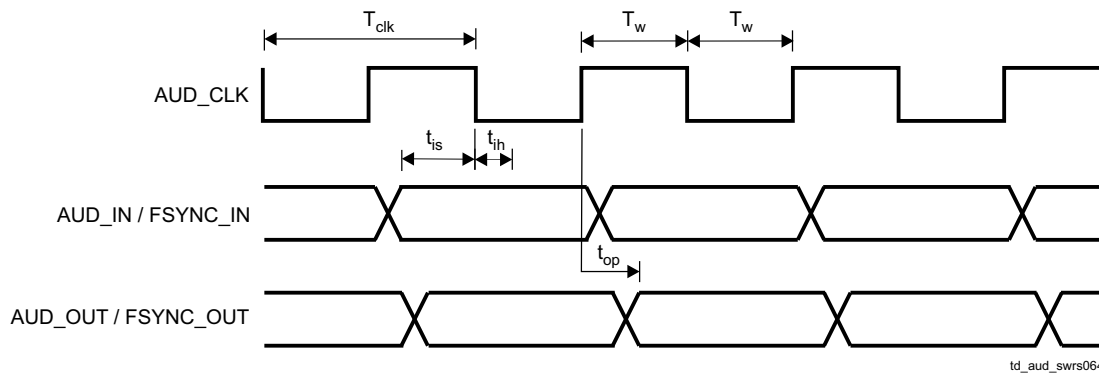 T_clk
T_w T_w
AUD_CLK
t_is t_ih
AUD_IN / FSYNC_IN
t_op
AUD_OUT / FSYNC_OUT
td_aud_swrs064